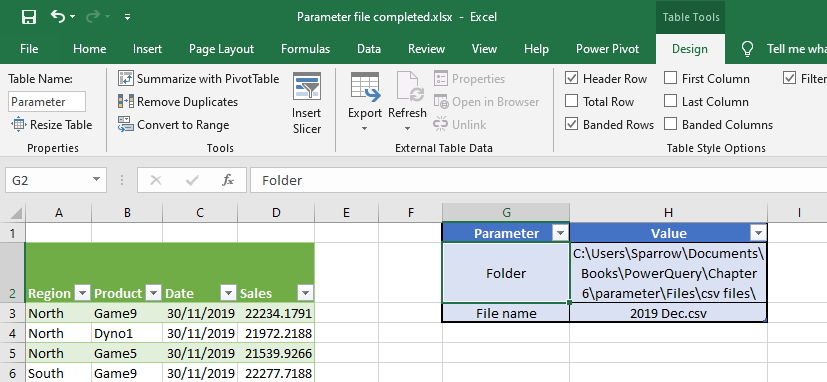 Parameter file completed.xlsx - Excel
Table Tools
File Home Insert Page Layout Formulas Data Review View Help Power Pivot Design Tell me what
Table Name:
Parameter
Resize Table
Properties
Summarize with PivotTable
Remove Duplicates
Convert to Range
Tools
Insert
Slicer
Export
Refresh
Properties
Open in Browser
Unlink
External Table Data
Header Row
Total Row
Banded Rows
First Column
Last Column
Banded Columns
Filter
Table Style Options
G2
fx
Folder
A B C D E F G H I
1 Parameter Value
2 Region Product Date Sales
Folder
C:\Users\Sparrow\Documents\
Books\PowerQuery\Chapter
6\parameter\Files\csv files\
3 North Game9 30/11/2019 22234.1791 File name 2019 Dec.csv
4 North Dyno1 30/11/2019 21972.2188
5 North Game5 30/11/2019 21539.9266
6 South Game9 30/11/2019 22277.7188